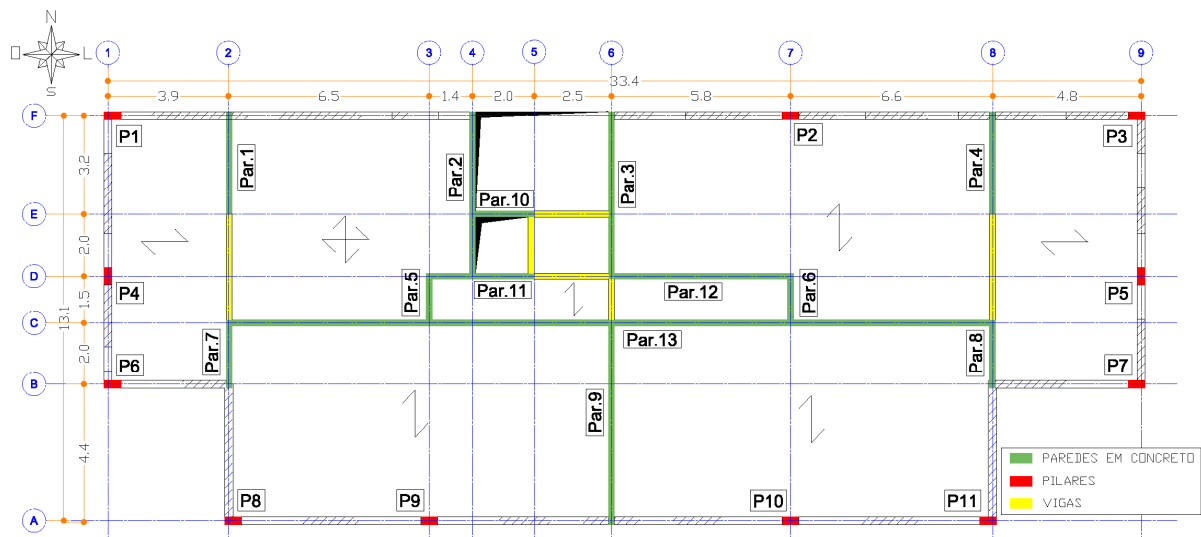 N
O
L
S
1
2
3
4
5
6
7
8
9
33.4
3.9
6.5
1.4
2.0
2.5
5.8
6.6
4.8
F
E
D
C
B
A
13.1
3.2
2.0
1.5
2.0
4.4
P1
P2
P3
Par.1
Par.2
Par.3
Par.4
Par.10
P4
Par.5
Par.11
Par.12
Par.6
P5
P6
Par.7
Par.13
Par.8
P7
Par.9
P8
P9
P10
P11
PAREDES EM CONCRETO
PILARES
VIGAS